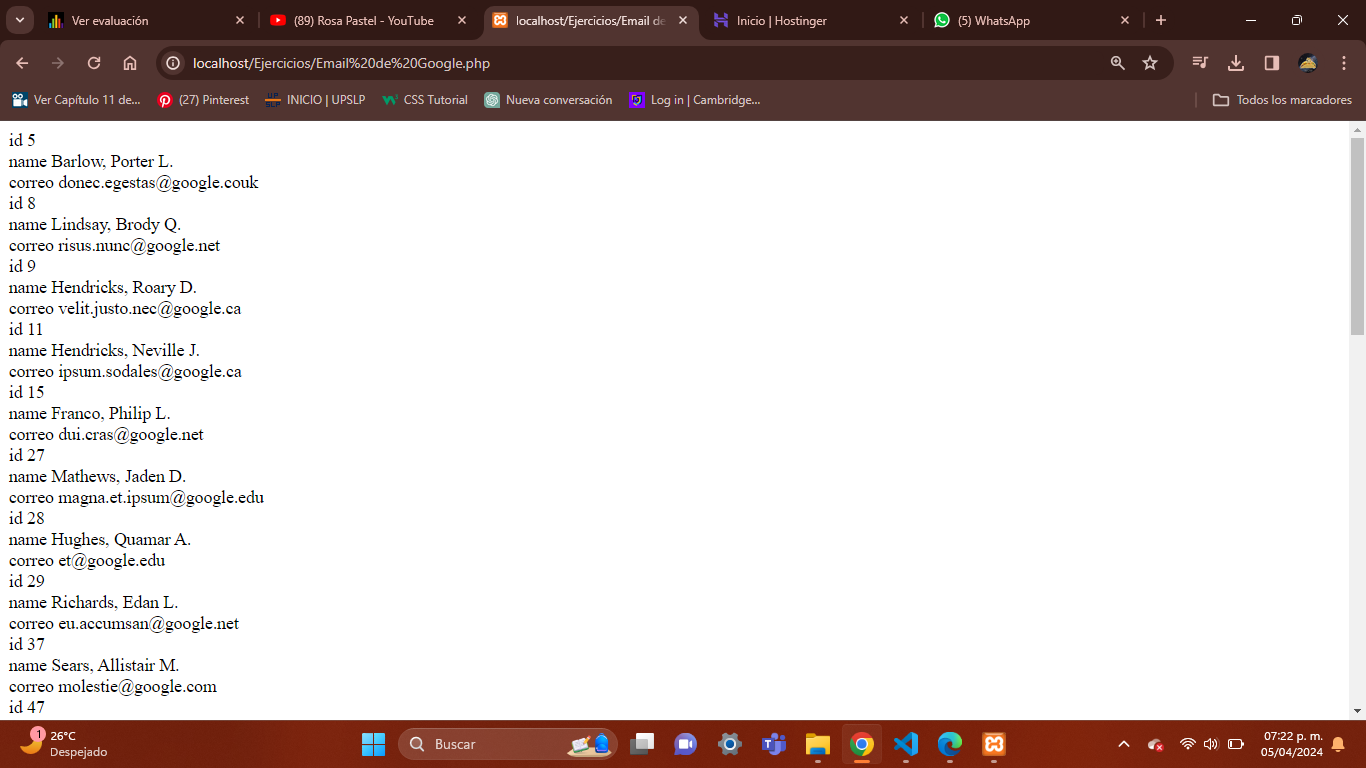 Ver evaluación
(89) Rosa Pastel - YouTube
localhost/Ejercicios/Email de
Inicio | Hostinger
(5) WhatsApp
localhost/Ejercicios/Email%20de%20Google.php
Ver Capítulo 11 de...
(27) Pinterest
UP SLP
INICIO | UPSLP
CSS Tutorial
Nueva conversación
Log in | Cambridge...
Todos los marcadores
id 5
name Barlow, Porter L.
correo donec.egestas@google.couk
id 8
name Lindsay, Brody Q.
correo risus.nunc@google.net
id 9
name Hendricks, Roary D.
correo velit.justo.nec@google.ca
id 11
name Hendricks, Neville J.
correo ipsum.sodales@google.ca
id 15
name Franco, Philip L.
correo dui.cras@google.net
id 27
name Mathews, Jaden D.
correo magna.et.ipsum@google.edu
id 28
name Hughes, Quamar A.
correo et@google.edu
id 29
name Richards, Edan L.
correo eu.accumsan@google.net
id 37
name Sears, Allistair M.
correo molestie@google.com
id 47
1
26°C
Despejado
Buscar
07:22 p. m.
05/04/2024